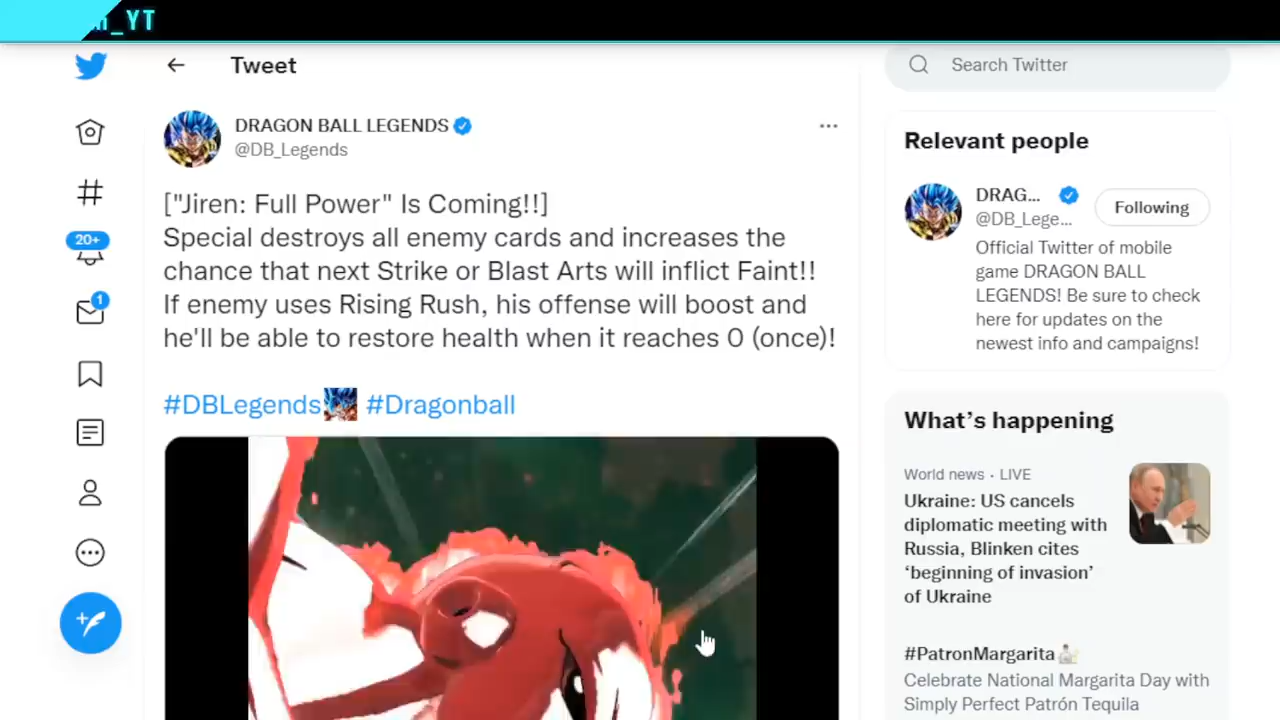 _YT
Tweet
Search Twitter
DRAGON BALL LEGENDS
@DB_Legends
["Jiren: Full Power" Is Coming!!]
Special destroys all enemy cards and increases the
chance that next Strike or Blast Arts will inflict Faint!!
If enemy uses Rising Rush, his offense will boost and
he'll be able to restore health when it reaches 0 (once)!
#DBLegends #Dragonball
20+
1
Relevant people
DRAG...
@DB_Lege...
Following
Official Twitter of mobile
game DRAGON BALL
LEGENDS! Be sure to check
here for updates on the
newest info and campaigns!
What's happening
World news · LIVE
Ukraine: US cancels
diplomatic meeting with
Russia, Blinken cites
‘beginning of invasion’
of Ukraine
#PatronMargarita
Celebrate National Margarita Day with
Simply Perfect Patrón Tequila